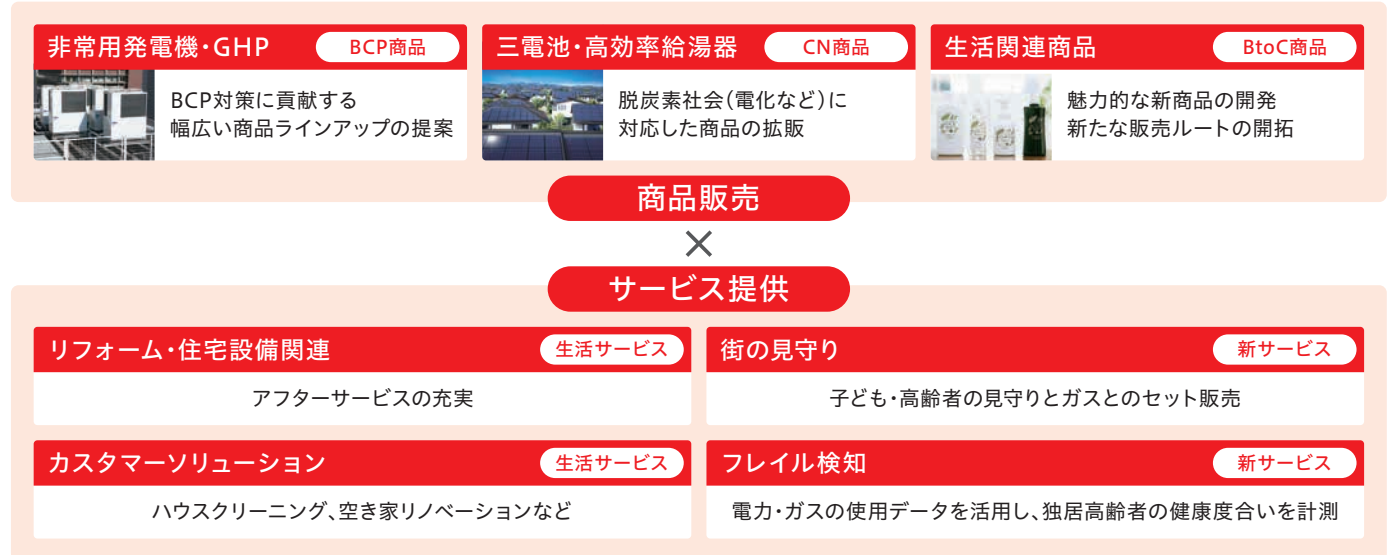 非常用発電機・GHP
BCP商品
BCP対策に貢献する
幅広い商品ラインアップの提案
三電池・高効率給湯器
CN商品
脱炭素社会(電化など)に
対応した商品の拡販
生活関連商品
BtoC商品
魅力的な新商品の開発
新たな販売ルートの開拓
商品販売
×
サービス提供
リフォーム・住宅設備関連
生活サービス
アフターサービスの充実
街の見守り
新サービス
子ども・高齢者の見守りとガスとのセット販売
カスタマーソリューション
生活サービス
ハウスクリーニング、空き家リノベーションなど
フレイル検知
新サービス
電力・ガスの使用データを活用し、独居高齢者の健康度合いを計測